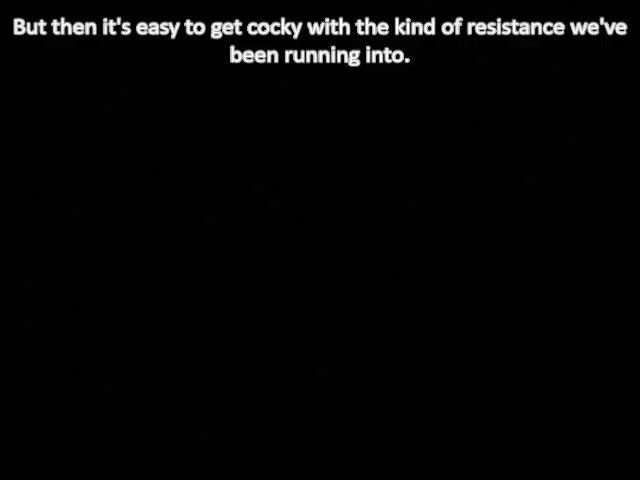 But then it's easy to get cocky with the kind of resistance we've
been running into.